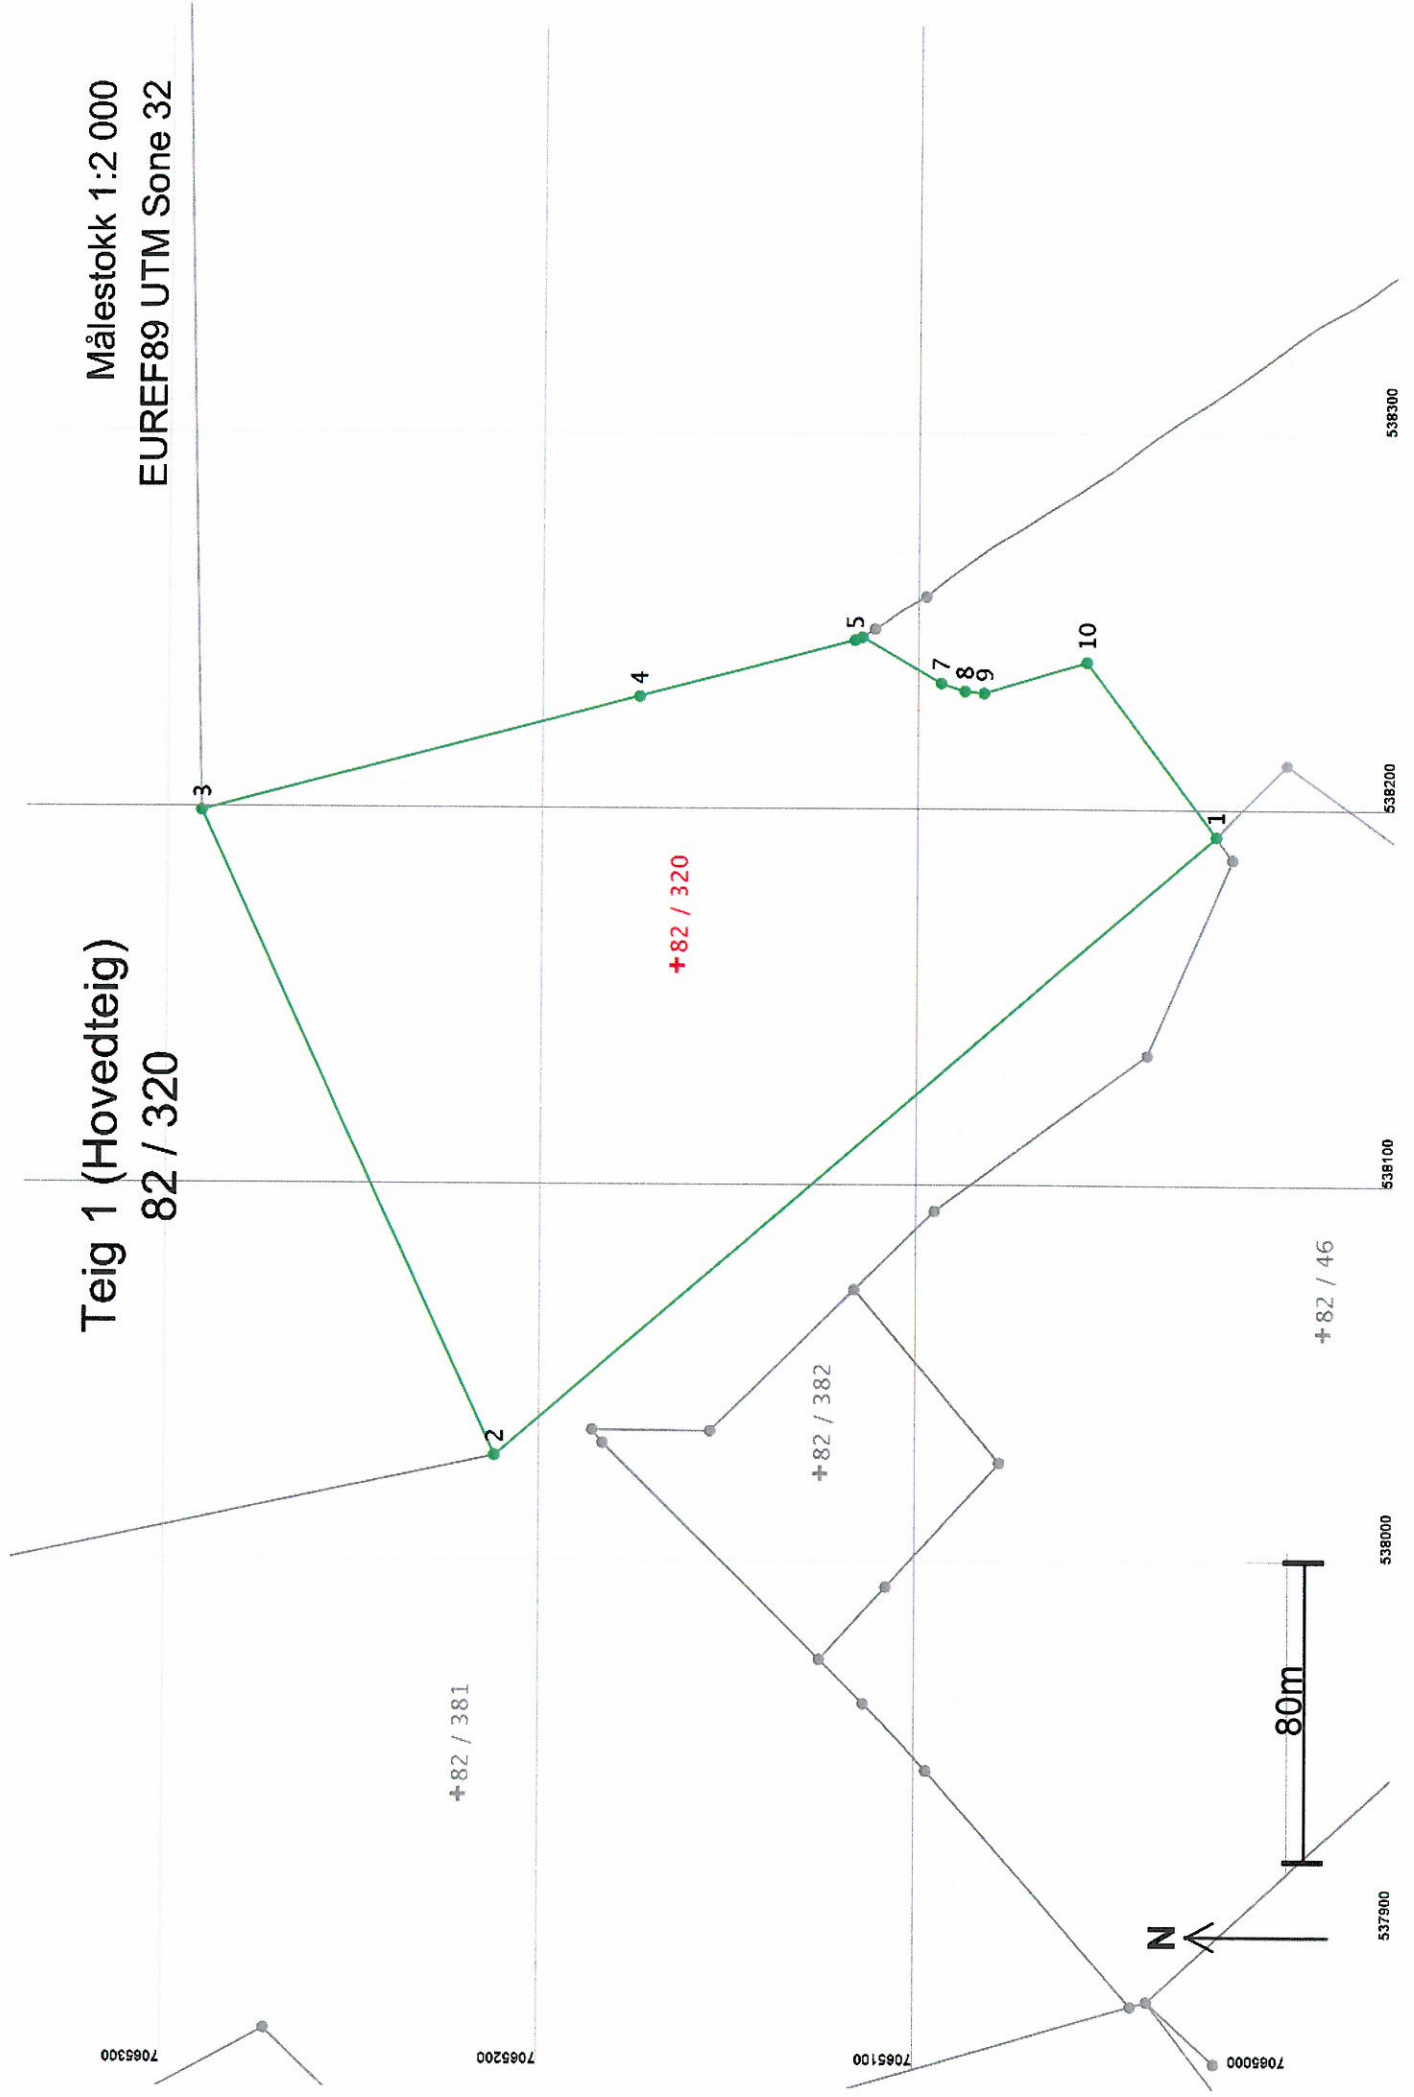 Teig 1 (Hovedteig)
82 / 320
Målestokk 1:2 000
EUREF89 UTM Sone 32
3
2
4
5
7
8
9
10
1
+82 / 320
+82 / 381
+82 / 382
+82 / 46
7065300
7065200
7065100
7065000
N
80m
537900
538000
538100
538200
538300